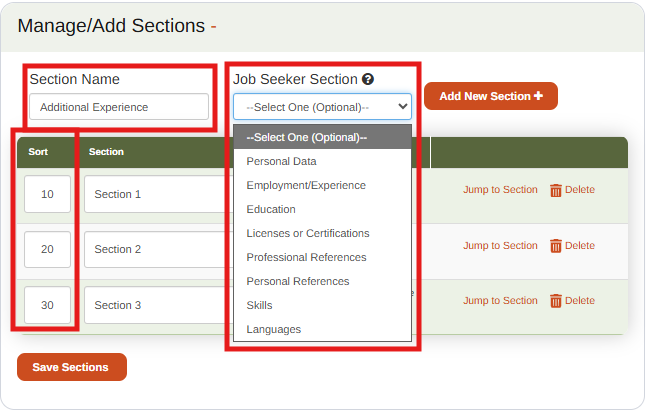 Manage/Add Sections -
Section Name
Job Seeker Section ?
Additional Experience
--Select One (Optional)--
Add New Section +
--Select One (Optional)--
Personal Data
Employment/Experience
Education
Licenses or Certifications
Professional References
Personal References
Skills
Languages
Sort
Section
10
Section 1
Jump to Section
Delete
20
Section 2
Jump to Section
Delete
30
Section 3
Jump to Section
Delete
Save Sections